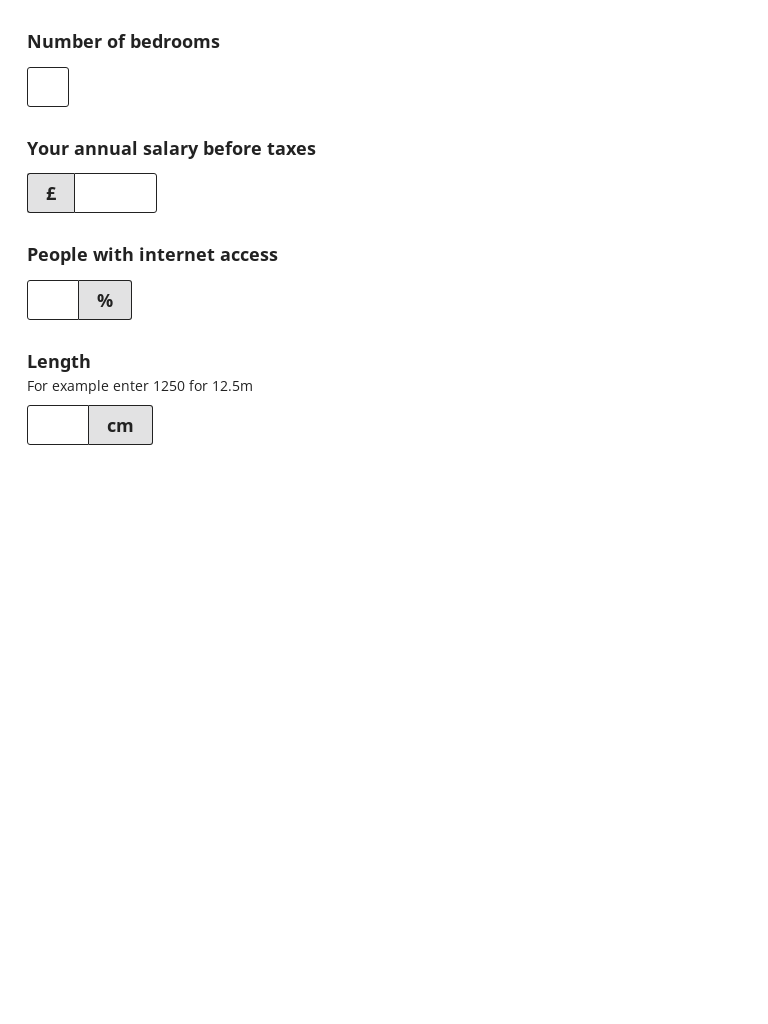 Number of bedrooms
Your annual salary before taxes
£
People with internet access
%
Length
For example enter 1250 for 12.5m
cm